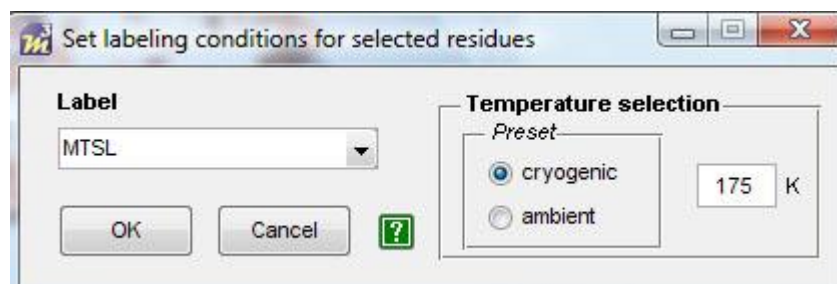 Set labeling conditions for selected residues
Label
MTSL
OK
Cancel
?
Temperature selection
Preset
cryogenic
ambient
175 K